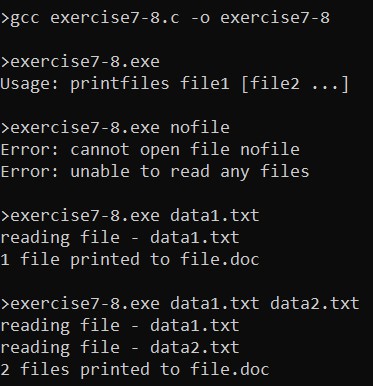 >gcc exercise7-8.c -o exercise7-8
>exercise7-8.exe
Usage: printfiles file1 [file2 ...]
>exercise7-8.exe nofile
Error: cannot open file nofile
Error: unable to read any files
>exercise7-8.exe data1.txt
reading file - data1.txt
1 file printed to file.doc
>exercise7-8.exe data1.txt data2.txt
reading file - data1.txt
reading file - data2.txt
2 files printed to file.doc